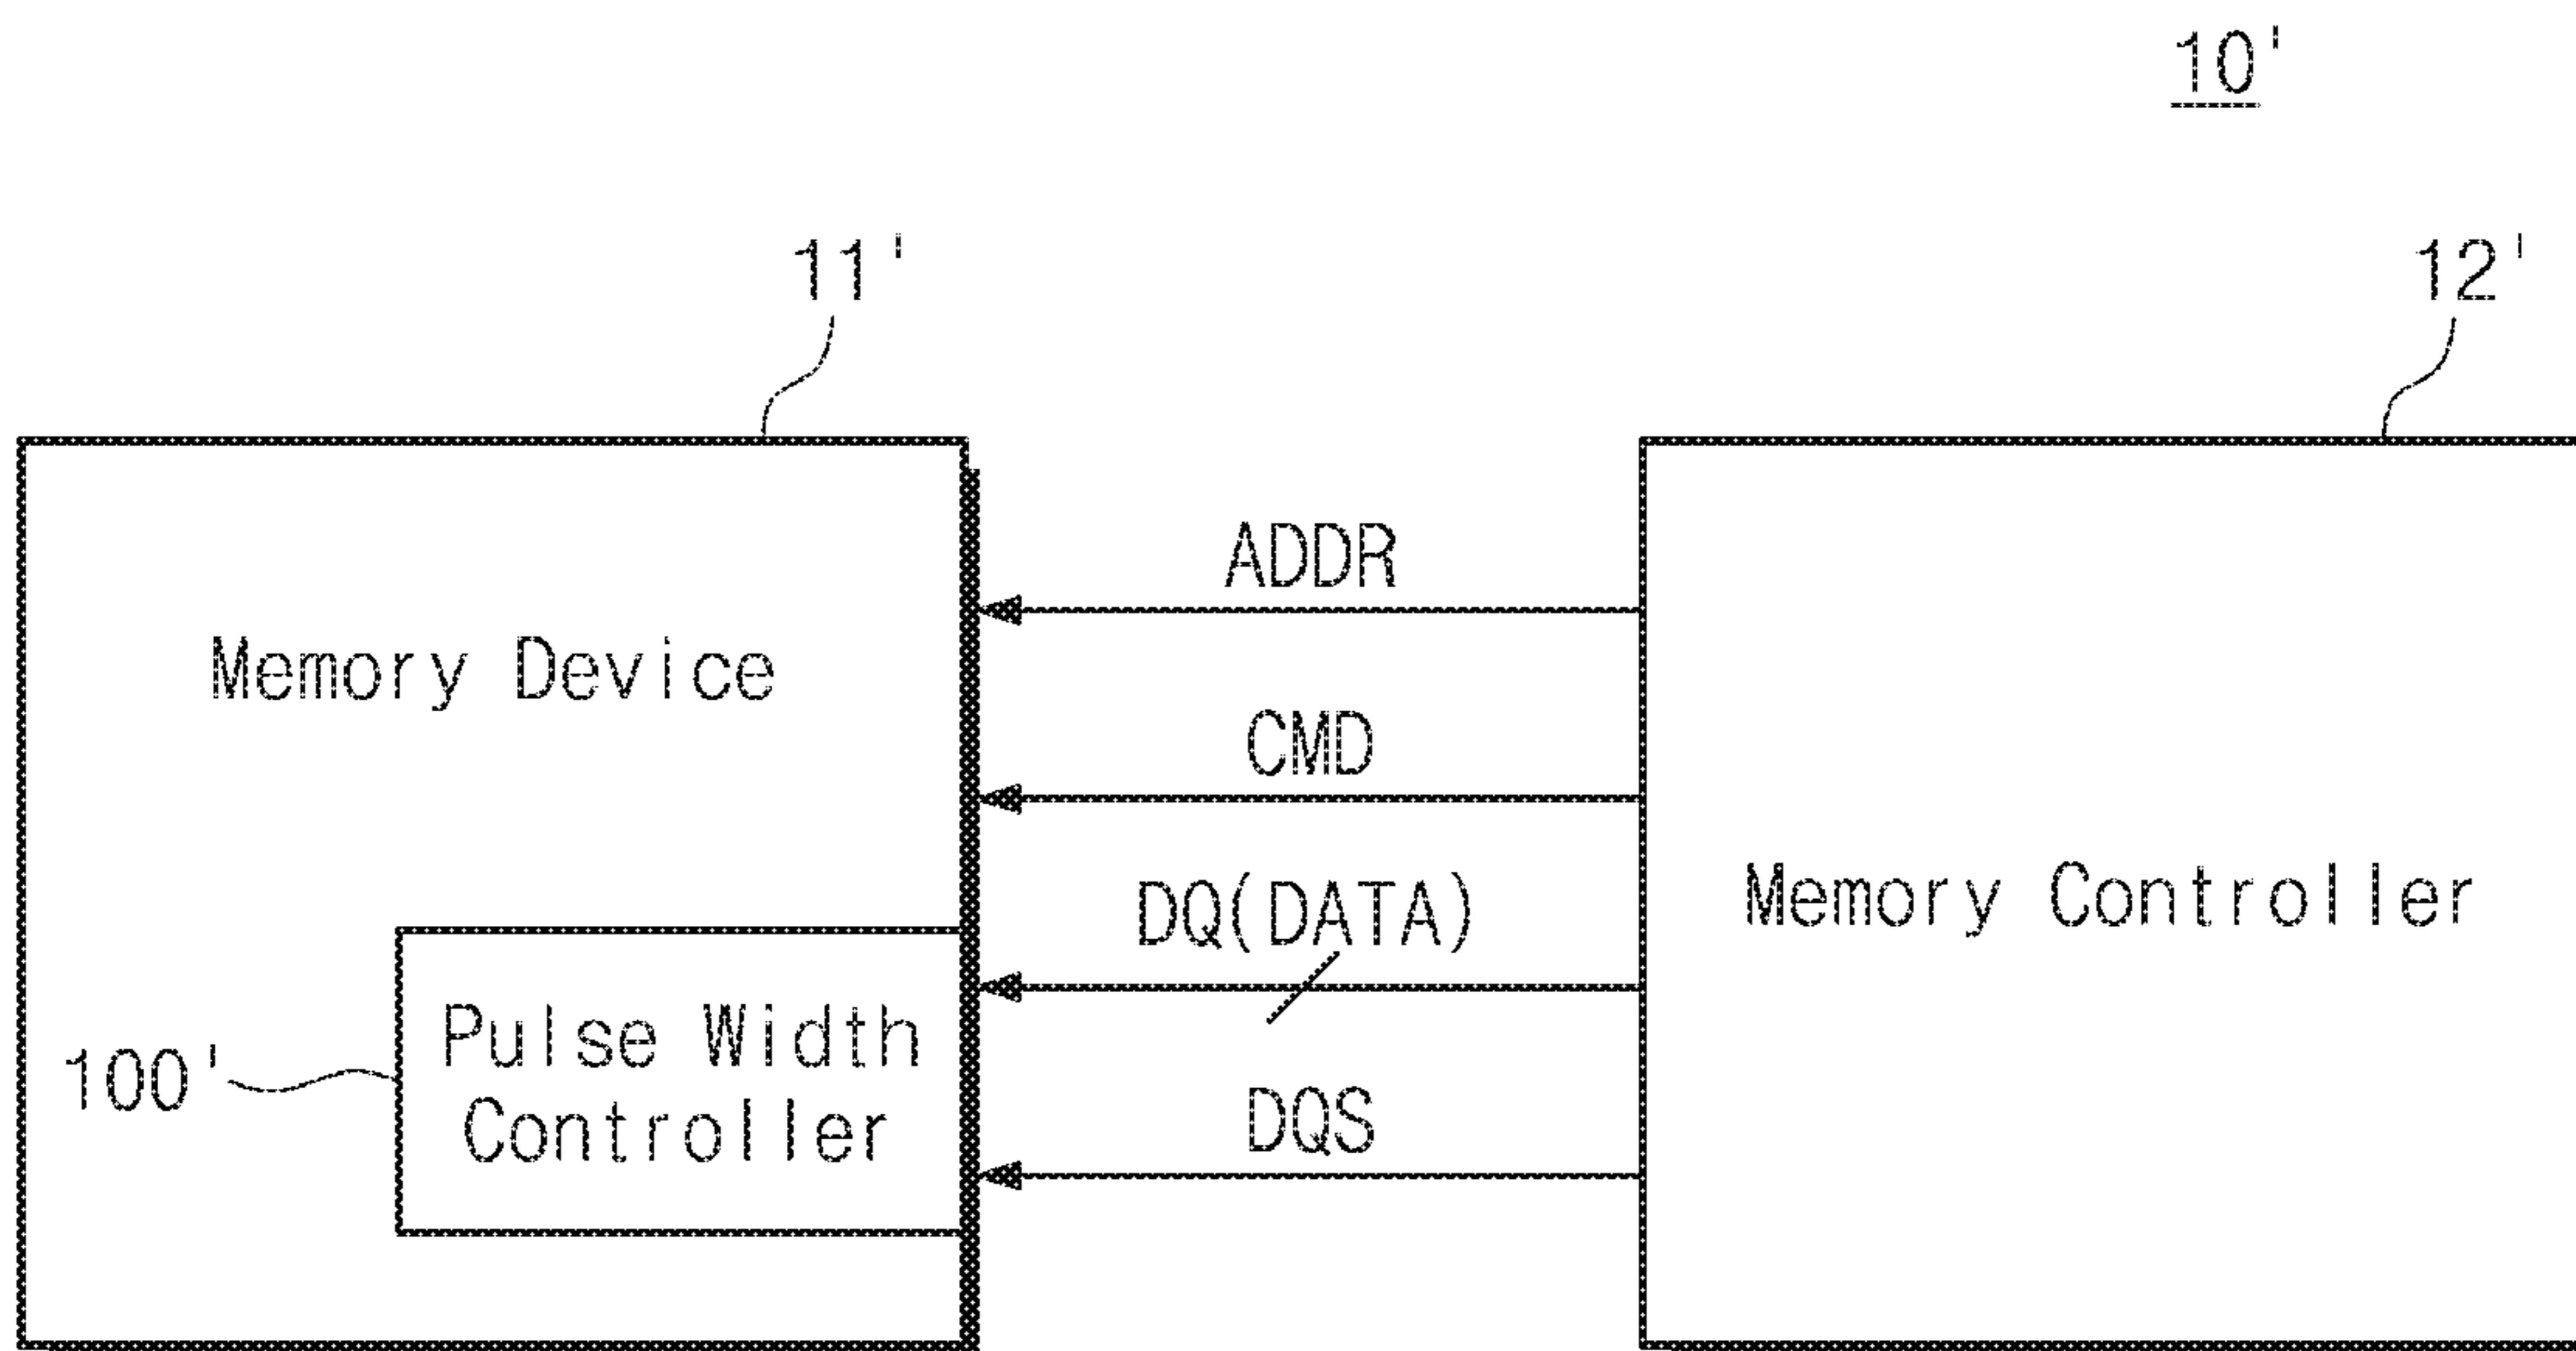 10'
11'
12'
ADDR
Memory Device
CMD
DQ(DATA)
Memory Controller
100'
Pulse Width
Controller
DQS